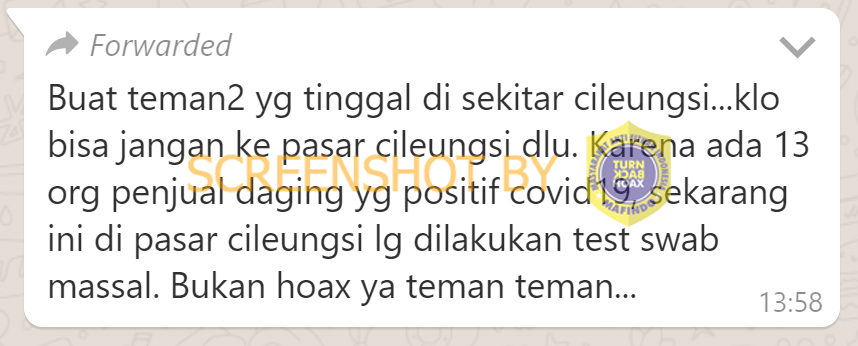 Forwarded
Buat teman2 yg tinggal di sekitar cileungsi...klo
bisa jangan ke pasar cileungsi dlu. Karena ada 13
SCREENSHOT BY
TURN
BACK
HOAX
MAFINDO
org penjual daging yg positif covid19, sekarang
ini di pasar cileungsi lg dilakukan test swab
massal. Bukan hoax ya teman teman...
13:58